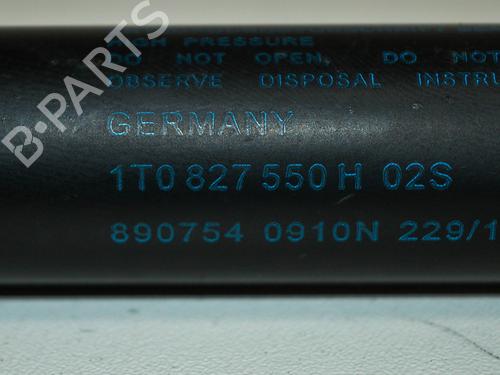 HIGH PRESSURE
DO NOT OPEN, DO NOT
OBSERVE DISPOSAL INSTRU
GERMANY
1T0 827 550 H 02S
890754 0910N 229/1
B-PARTS